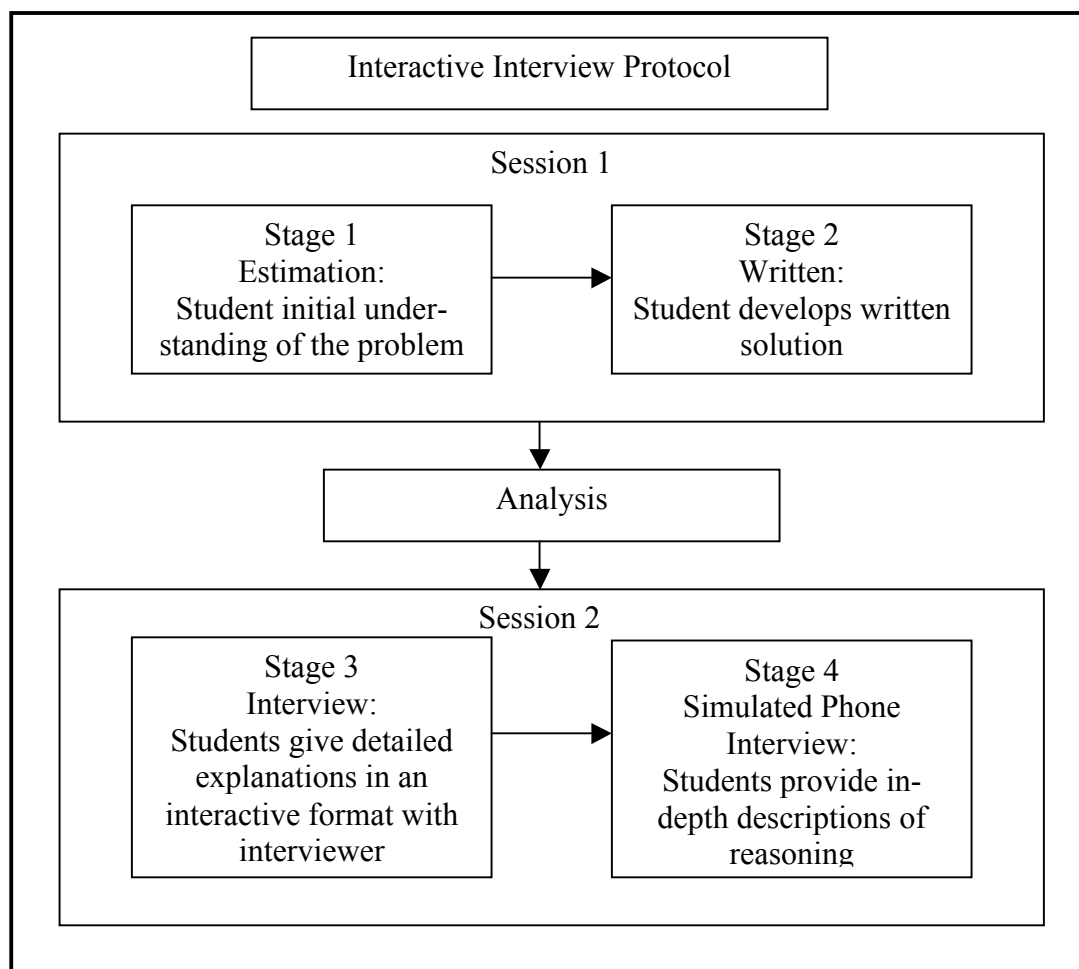 Interactive Interview Protocol
Session 1
Stage 1
Estimation:
Student initial under-
standing of the problem
Stage 2
Written:
Student develops written
solution
Analysis
Session 2
Stage 3
Interview:
Students give detailed
explanations in an
interactive format with
interviewer
Stage 4
Simulated Phone
Interview:
Students provide in-
depth descriptions of
reasoning